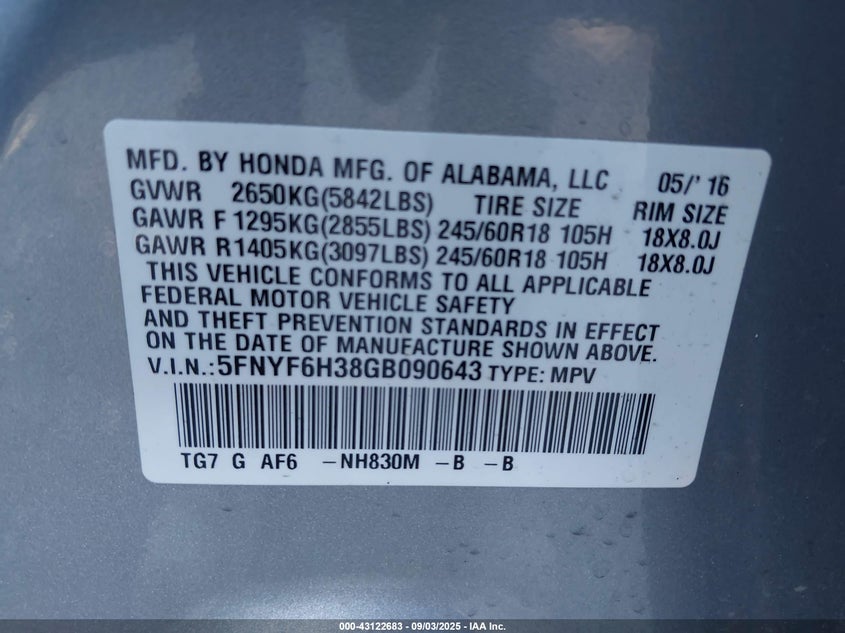 MFD. BY HONDA MFG. OF ALABAMA, LLC 05/' 16
GVWR 2650KG(5842LBS) TIRE SIZE RIM SIZE
GAWR F 1295KG(2855LBS) 245/60R18 105H 18X8.0J
GAWR R1405KG(3097LBS) 245/60R18 105H 18X8.0J
THIS VEHICLE CONFORMS TO ALL APPLICABLE
FEDERAL MOTOR VEHICLE SAFETY
AND THEFT PREVENTION STANDARDS IN EFFECT
ON THE DATE OF MANUFACTURE SHOWN ABOVE.
V.I.N.:5FNYF6H38GB090643 TYPE: MPV
TG7 G AF6 -NH830M -B -B
000-43122683 - 09/03/2025 - IAA Inc.